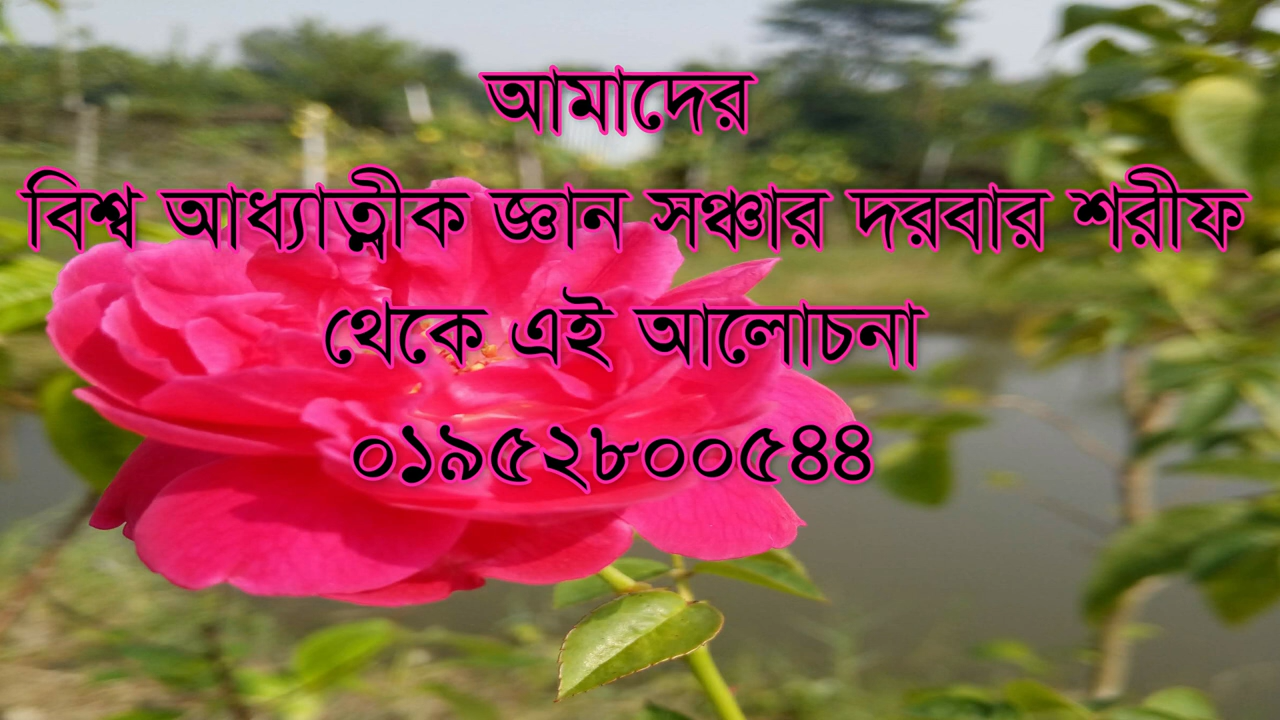 আমাদের
বিশ্ব আধ্যাত্নীক জ্ঞান সঞ্চার দরবার শরীফ
থেকে এই আলোচনা
০১৯৫২৮০০৫৪৪